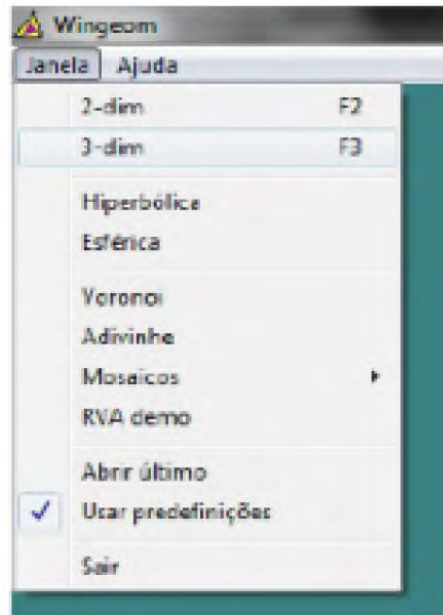 Wingeom
Janela Ajuda
2-dim F2
3-dim F3
Hiperbólica
Esférica
Voronoi
Adivinhe
Mosaicos
RVA demo
Abrir último
Usar predefinições
Sair